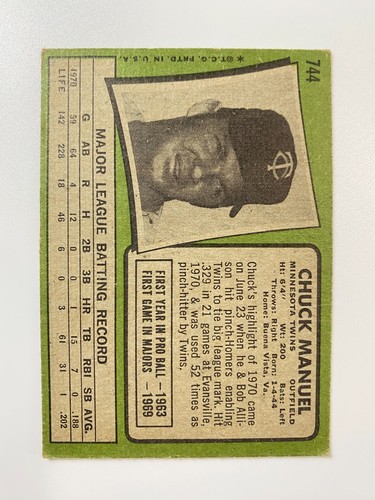 744
*©T.C.G. PRTD. IN U.S.A.
TC
CHUCK MANUEL
MINNESOTA TWINS OUTFIELD
Ht: 6'4" Wt: 200 Bats: Left
Throws: Right Born: 1-4-44
Home: Buena Vista, Va.
Chuck's highlight of 1970 came
on June 23 when he & Bob Alli-
son hit pinch-homers enabling
Twins to tie big league mark. Hit
.329 in 21 games at Evansville,
1970, & was used 52 times as
pinch-hitter by Twins.
FIRST YEAR IN PRO BALL—1963
FIRST GAME IN MAJORS—1969
MAJOR LEAGUE BATTING RECORD
G AB R H 2B 3B HR TB RBI SB AVG.
1970 59 64 4 12 0 0 1 15 7 0 .188
LIFE 142 228 18 46 6 0 3 61 31 1 .202